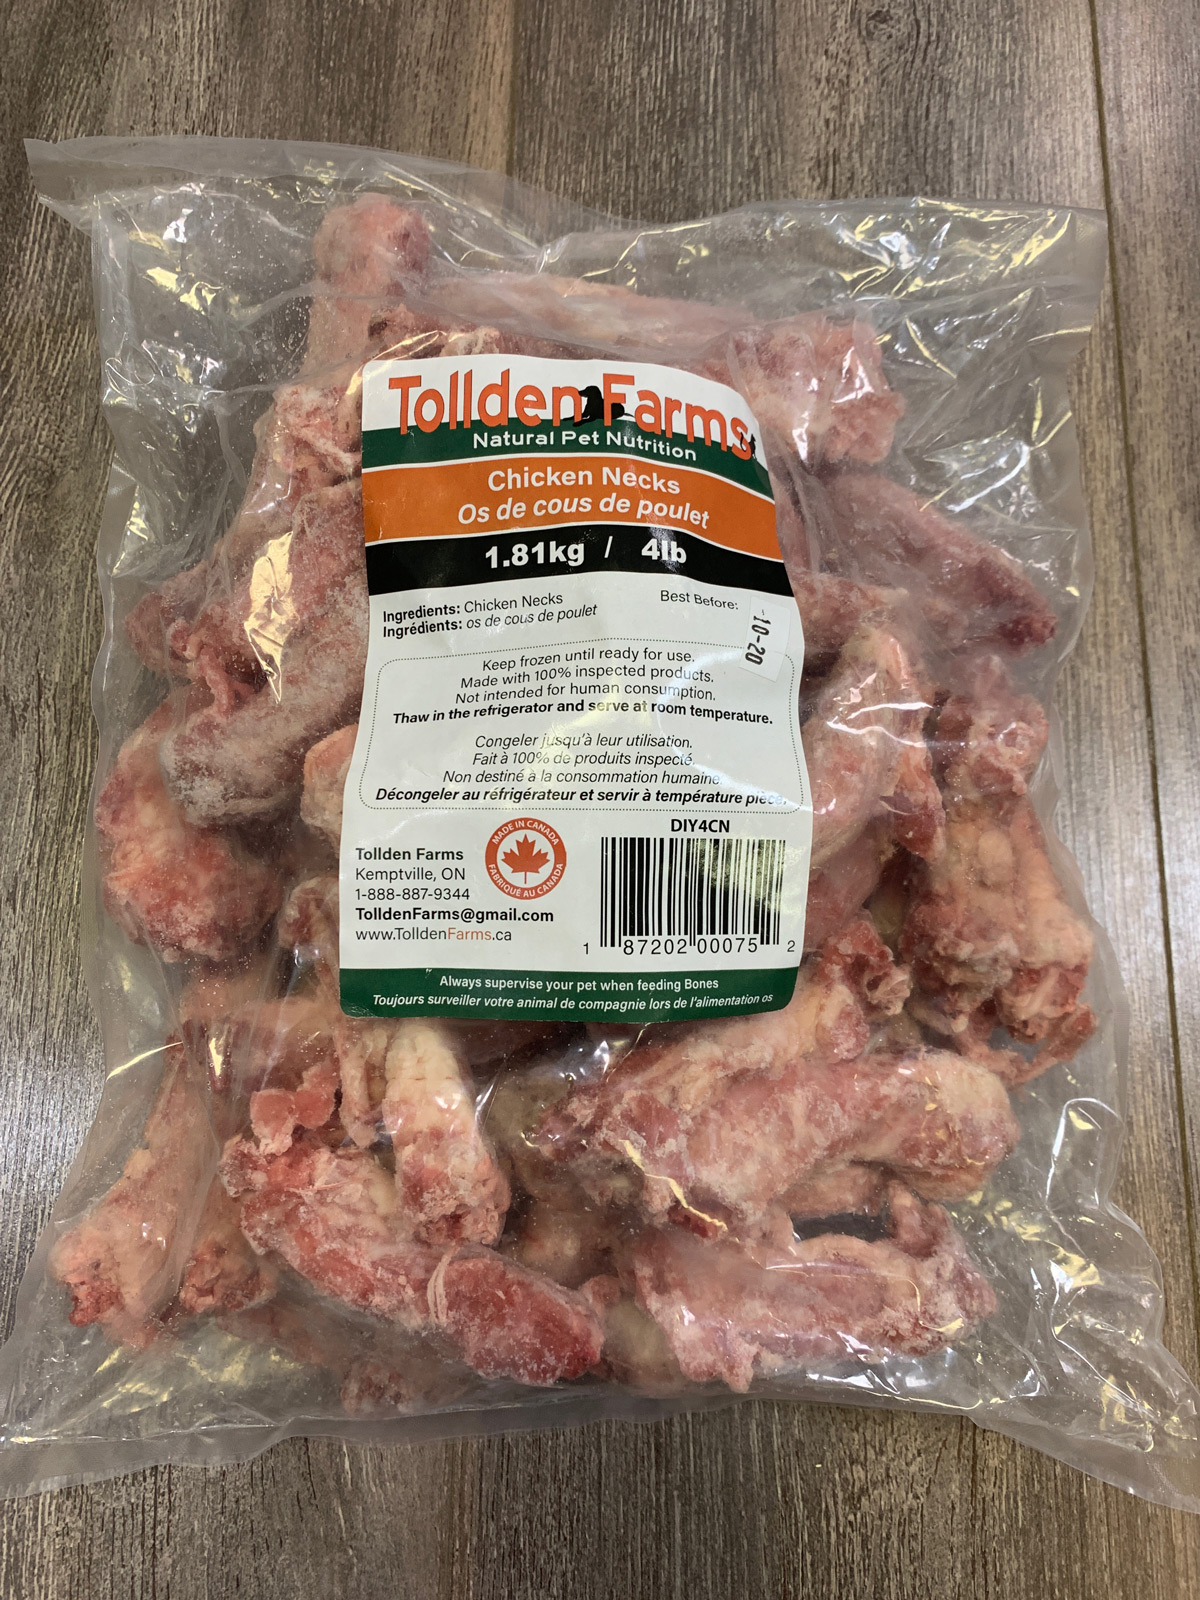 Tollden Farms
Natural Pet Nutrition
Chicken Necks
Os de cous de poulet
1.81kg / 4lb
Ingredients: Chicken Necks
Ingrédients: os de cous de poulet
Best Before:
-10-20
Keep frozen until ready for use.
Made with 100% inspected products.
Not intended for human consumption.
Thaw in the refrigerator and serve at room temperature.
Congeler jusqu'à leur utilisation.
Fait à 100% de produits inspecté.
Non destiné à la consommation humaine
Décongeler au réfrigérateur et servir à température pièce.
DIY4CN
MADE IN CANADA
FABRIQUÉ AU CANADA
Tollden Farms
Kemptville, ON
1-888-887-9344
TolldenFarms@gmail.com
www.TolldenFarms.ca
1 87202 00075 2
Always supervise your pet when feeding Bones
Toujours surveiller votre animal de compagnie lors de l'alimentation os